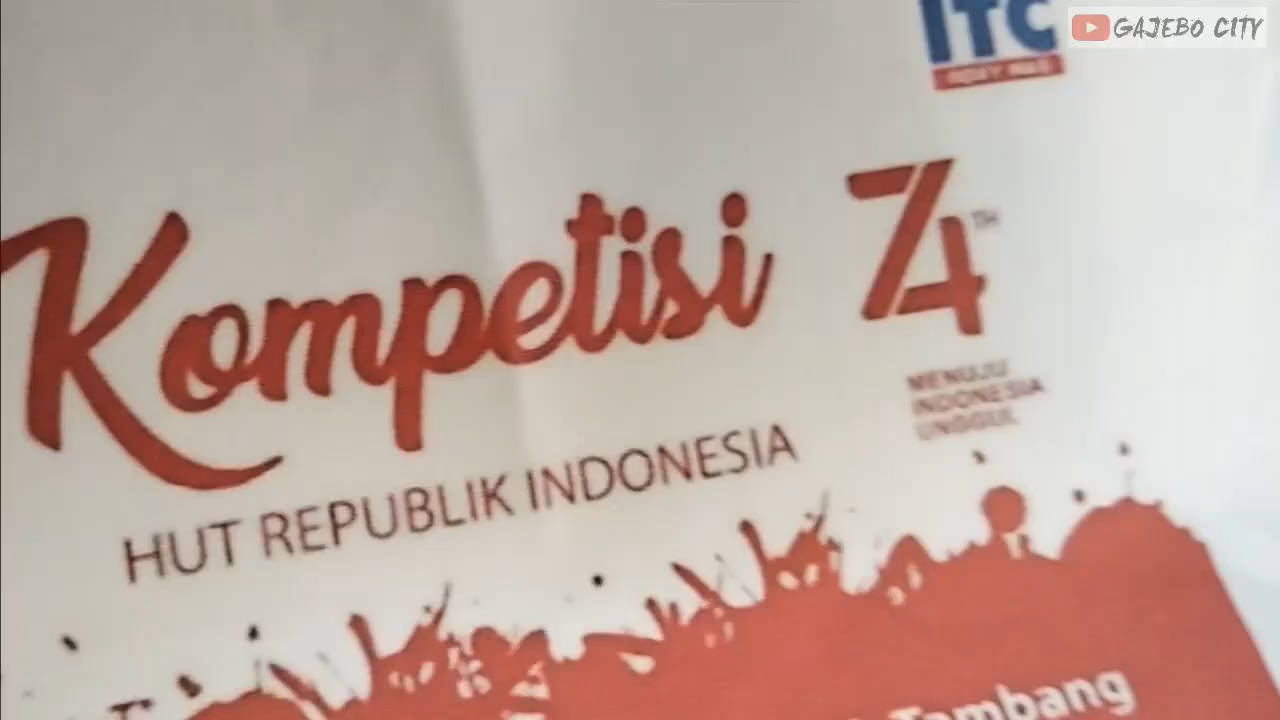 ITC
GAJEBO CITY
Kompetisi
74TH
MENUJU
INDONESIA
UNGGUL
HUT REPUBLIK INDONESIA
Tambang